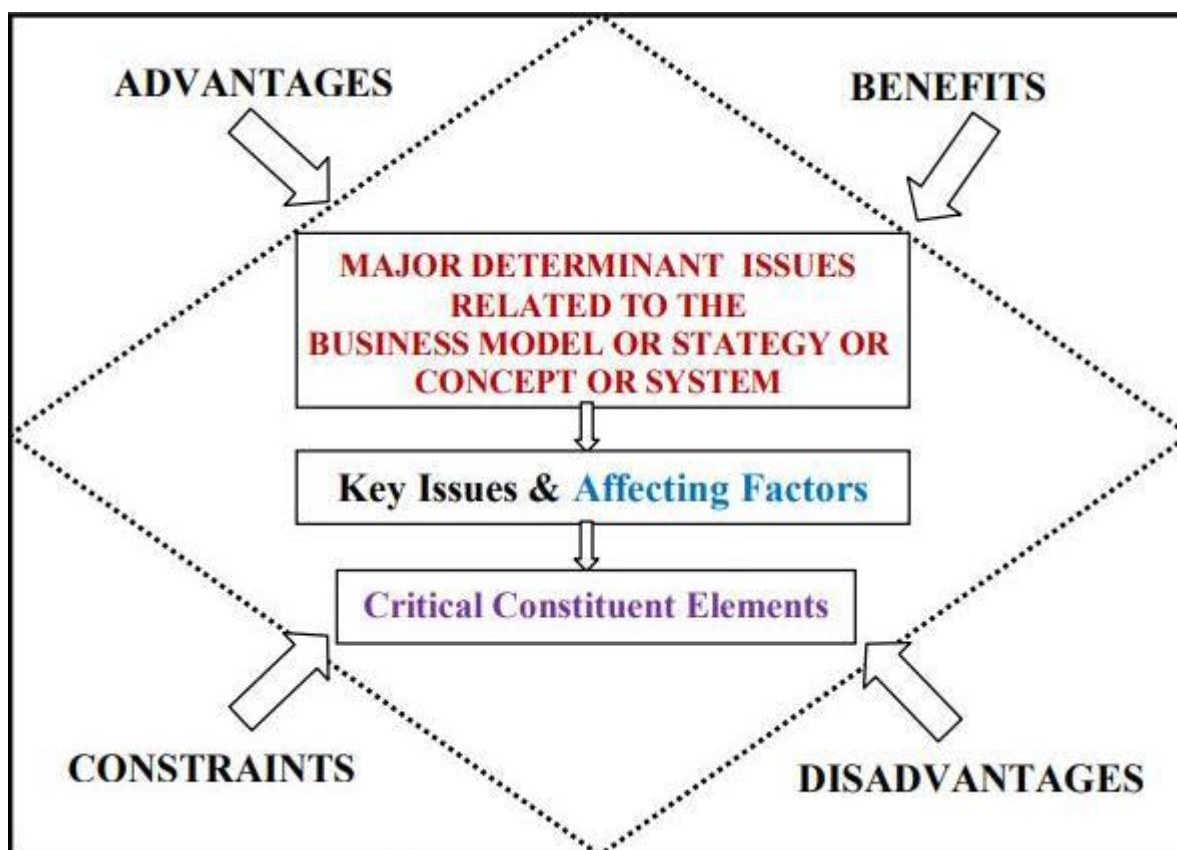 ADVANTAGES
BENEFITS
MAJOR DETERMINANT ISSUES
RELATED TO THE
BUSINESS MODEL OR STATEGY OR
CONCEPT OR SYSTEM
Key Issues & Affecting Factors
Critical Constituent Elements
CONSTRAINTS
DISADVANTAGES